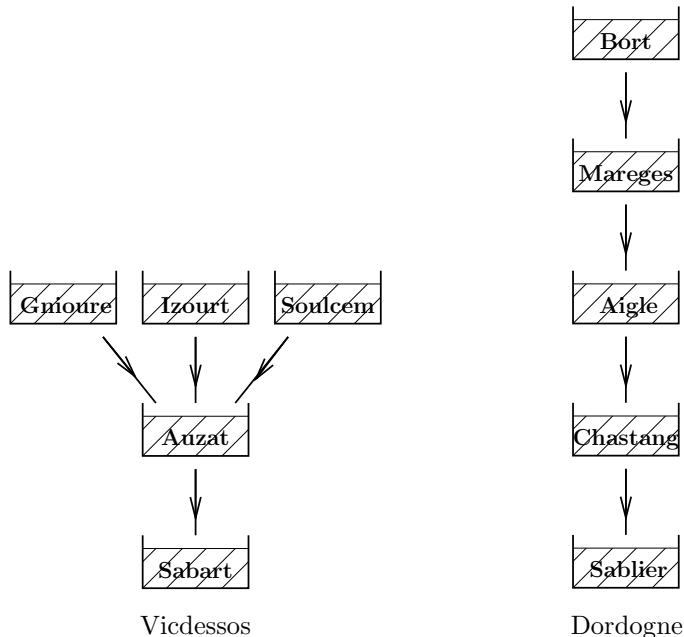 Bort
Mareges
Gnioure Izourt Soulcem Aigle
Auzat Chastang
Sabart Sablier
Vicdessos Dordogne